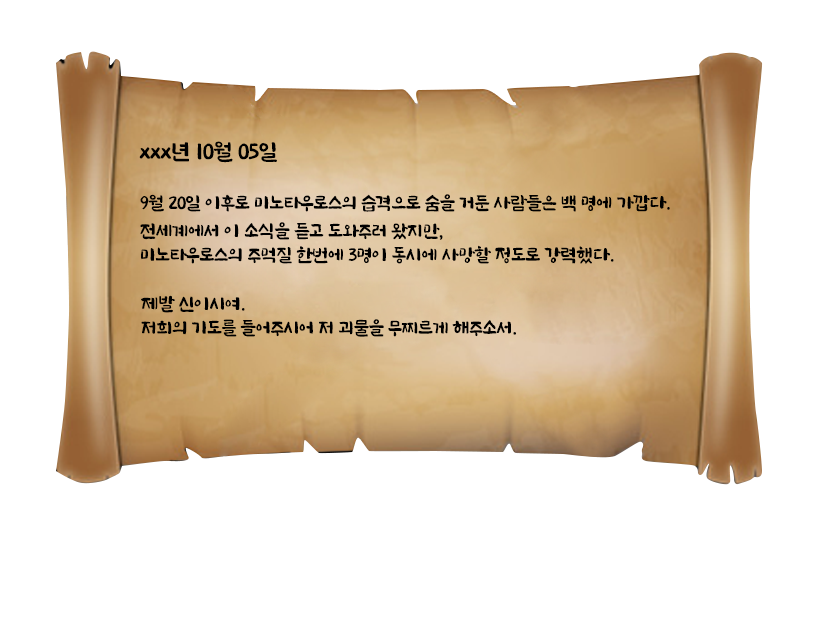 xxx년 10월 05일
9월 20일 이후로 미노타우로스의 습격으로 숨을 거둔 사람들은 백 명에 가깝다.
전세계에서 이 소식을 듣고 도와주러 왔지만,
미노타우로스의 주먹질 한번에 3명이 동시에 사망할 정도로 강력했다.
제발 신이시여.
저희의 기도를 들어주시어 저 괴물을 무찌르게 해주소서.